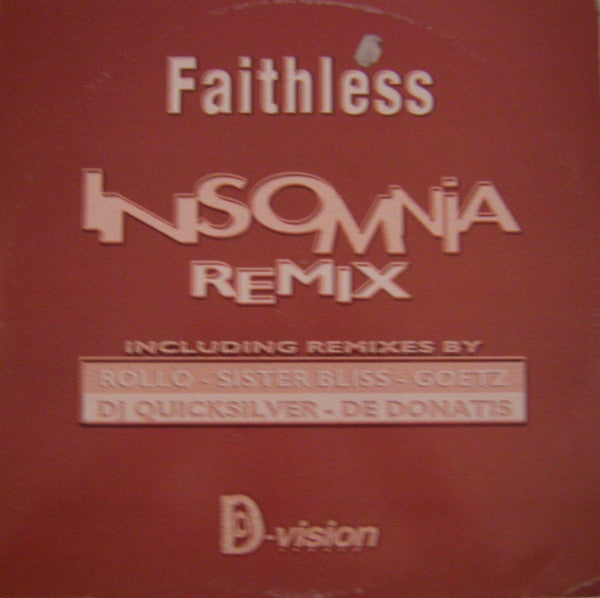 Faithless
INSOMNiA
REMiX
INCLUDING REMIXES BY
ROLLO - SISTER BLISS - GOETZ
DJ QUICKSILVER - DE DONATIS
D-vision